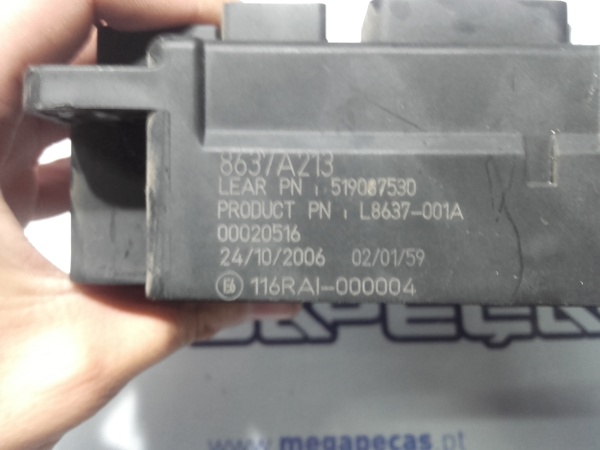 8637A213
LEAR PN : 519087530
PRODUCT PN : L8637-001A
00020516
24/10/2006 02/01/59
E6 116RAI-000004
www.megapecas.pt